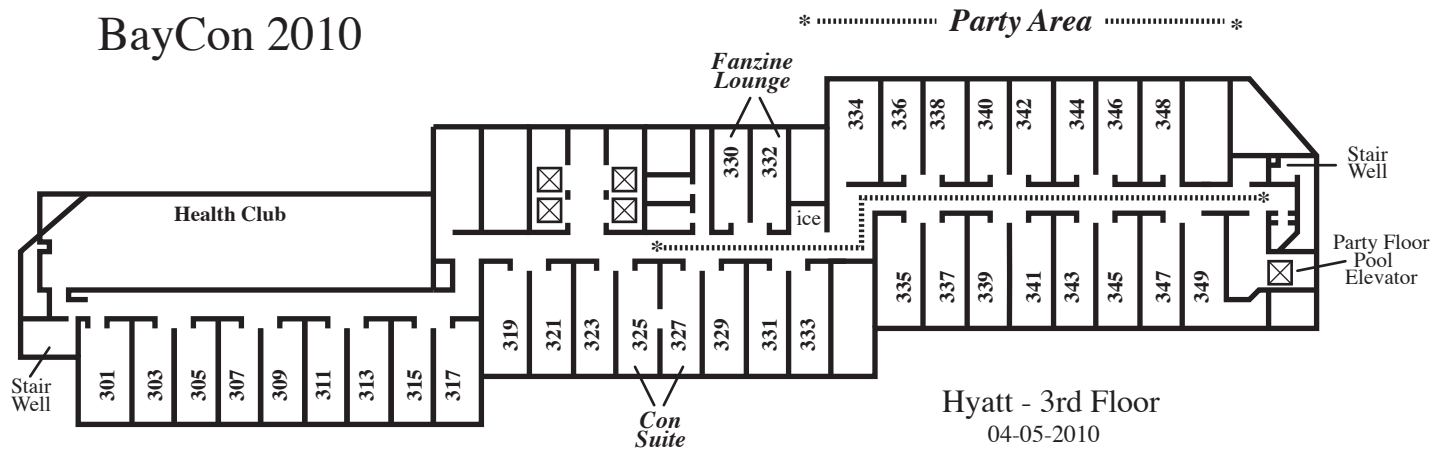 BayCon 2010
* Party Area *
Fanzine
Lounge
334
336
338
340
342
344
346
348
330
332
ice
Stair
Well
Health Club
*
*
Party Floor
Pool
Elevator
335
337
339
341
343
345
347
349
319
321
323
325
327
329
331
333
301
303
305
307
309
311
313
315
317
Stair
Well
Con
Suite
Hyatt - 3rd Floor
04-05-2010